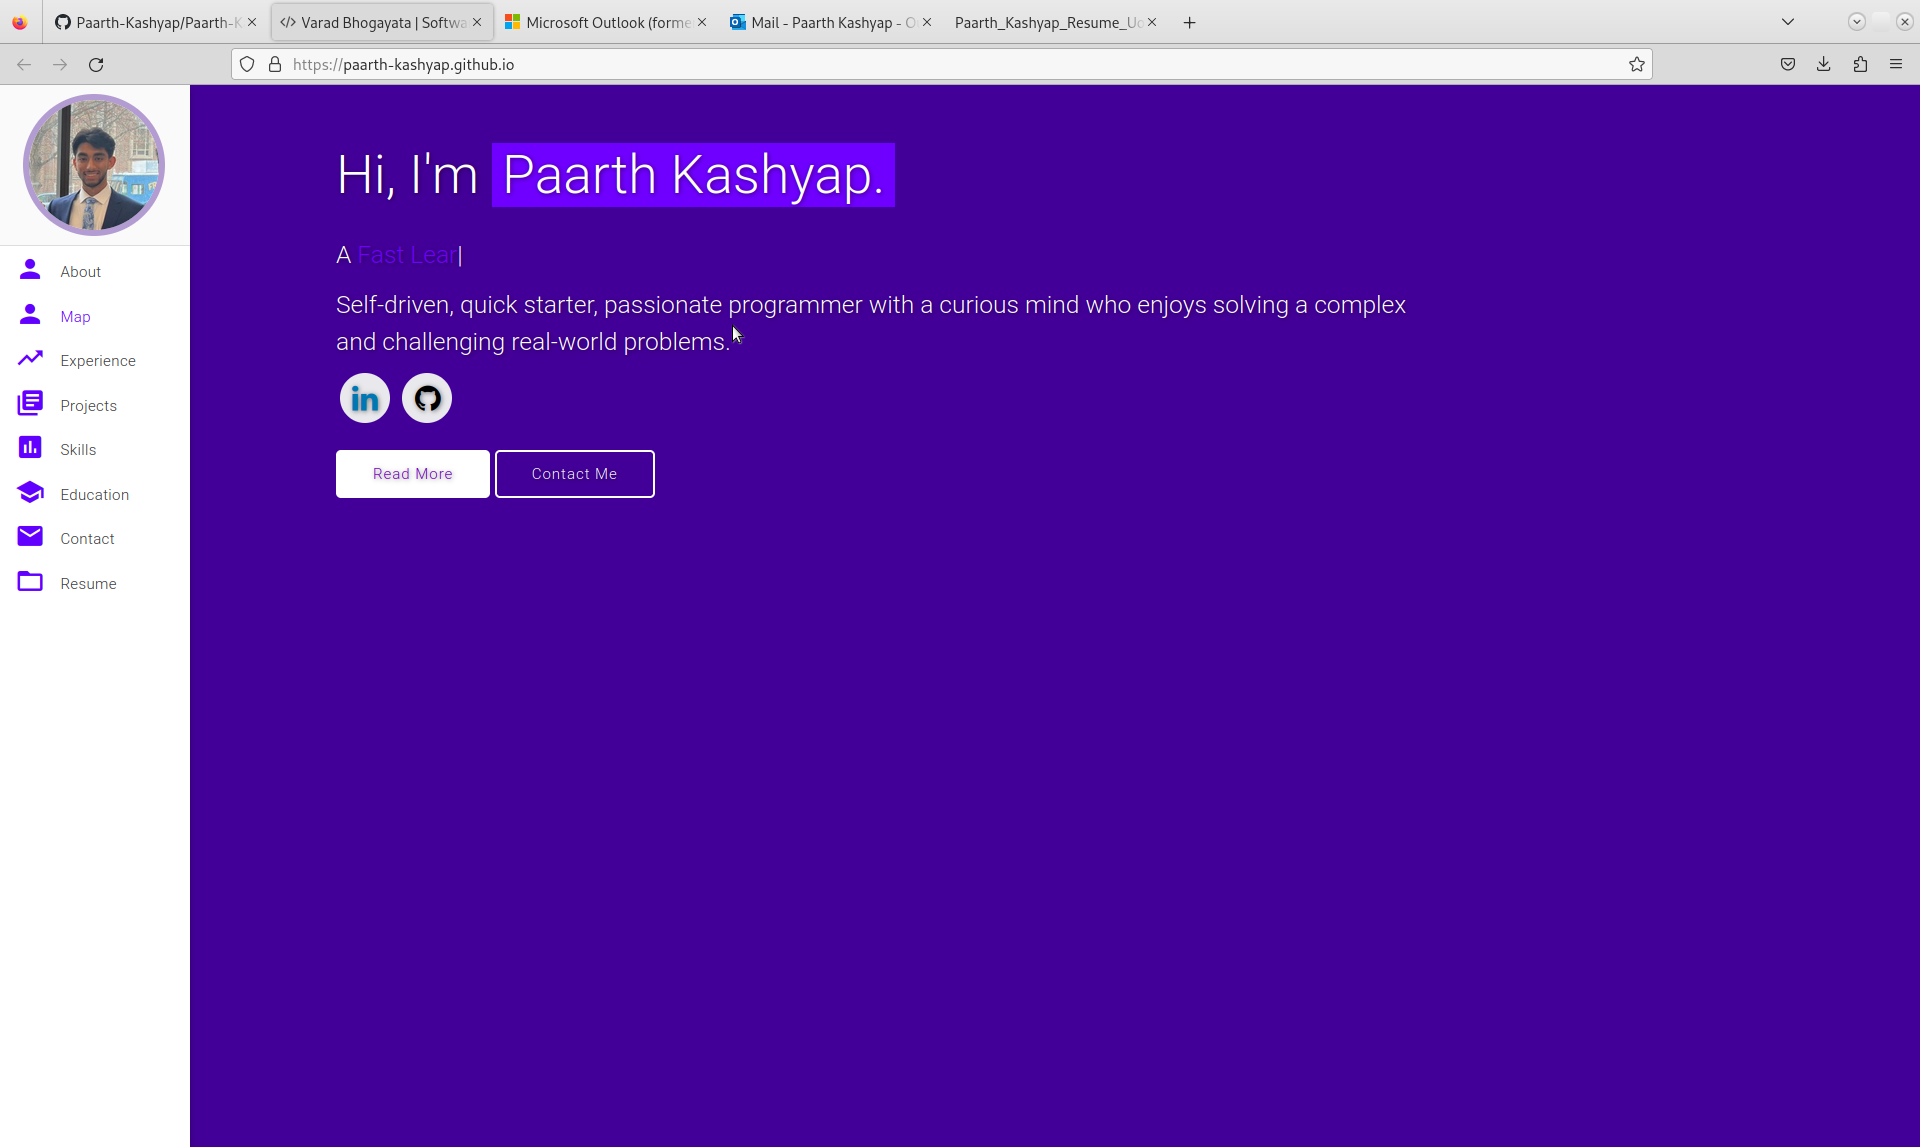 Paarth-Kashyap/Paarth-K
Varad Bhogayata | Softwa
Microsoft Outlook (forme
Mail - Paarth Kashyap - O
Paarth_Kashyap_Resume_Ud
https://paarth-kashyap.github.io
About
Map
Experience
Projects
Skills
Education
Contact
Resume
Hi, I'm Paarth Kashyap.
A Fast Lear|
Self-driven, quick starter, passionate programmer with a curious mind who enjoys solving a complex
and challenging real-world problems.
in
Read More
Contact Me